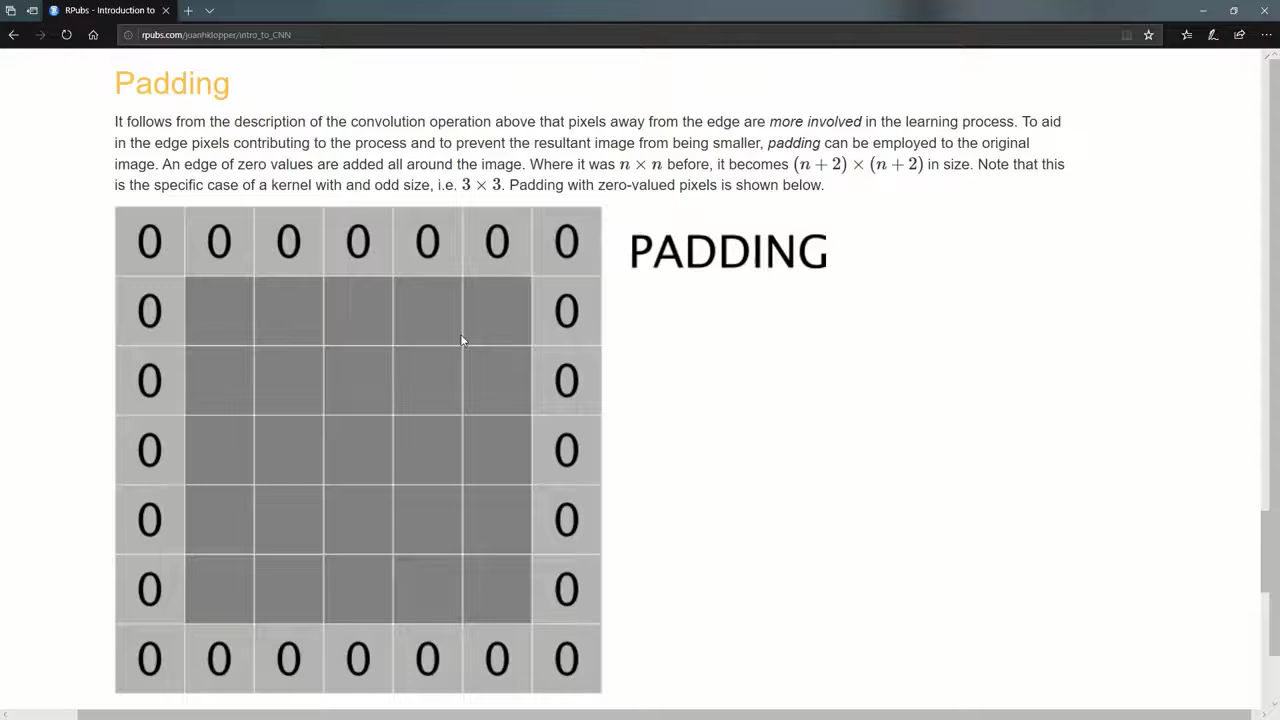 RPubs - Introduction to
rpubs.com/juanhklopper/intro_to_CNN
Padding
It follows from the description of the convolution operation above that pixels away from the edge are more involved in the learning process. To aid
in the edge pixels contributing to the process and to prevent the resultant image from being smaller, padding can be employed to the original
image. An edge of zero values are added all around the image. Where it was n × n before, it becomes (n + 2) × (n + 2) in size. Note that this
is the specific case of a kernel with and odd size, i.e. 3 × 3. Padding with zero-valued pixels is shown below.
0 0 0 0 0 0 0
PADDING
0 0
0 0
0 0
0 0
0 0
0 0 0 0 0 0 0